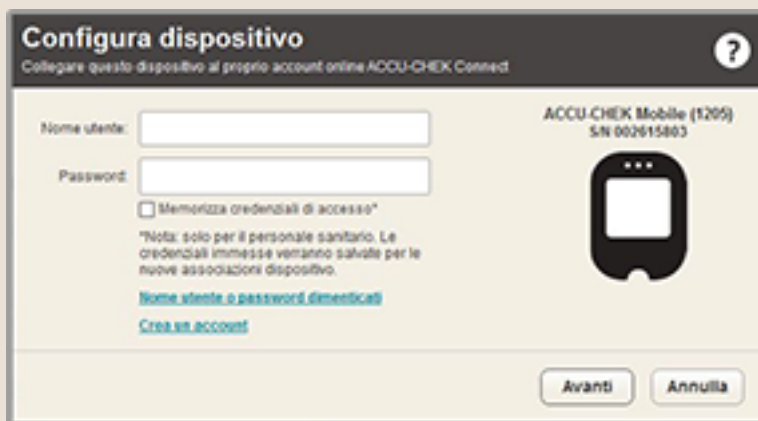 Configura dispositivo
Collegare questo dispositivo al proprio account online ACCU-CHEK Connect
?
ACCU-CHEK Mobile (1205)
S/N 002615803
Nome utente:
Password:
Memorizza credenziali di accesso*
*Nota: solo per il personale sanitario. Le
credenziali immesse verranno salvate per le
nuove associazioni dispositivo.
Nome utente o password dimenticati
Crea un account
Avanti
Annulla